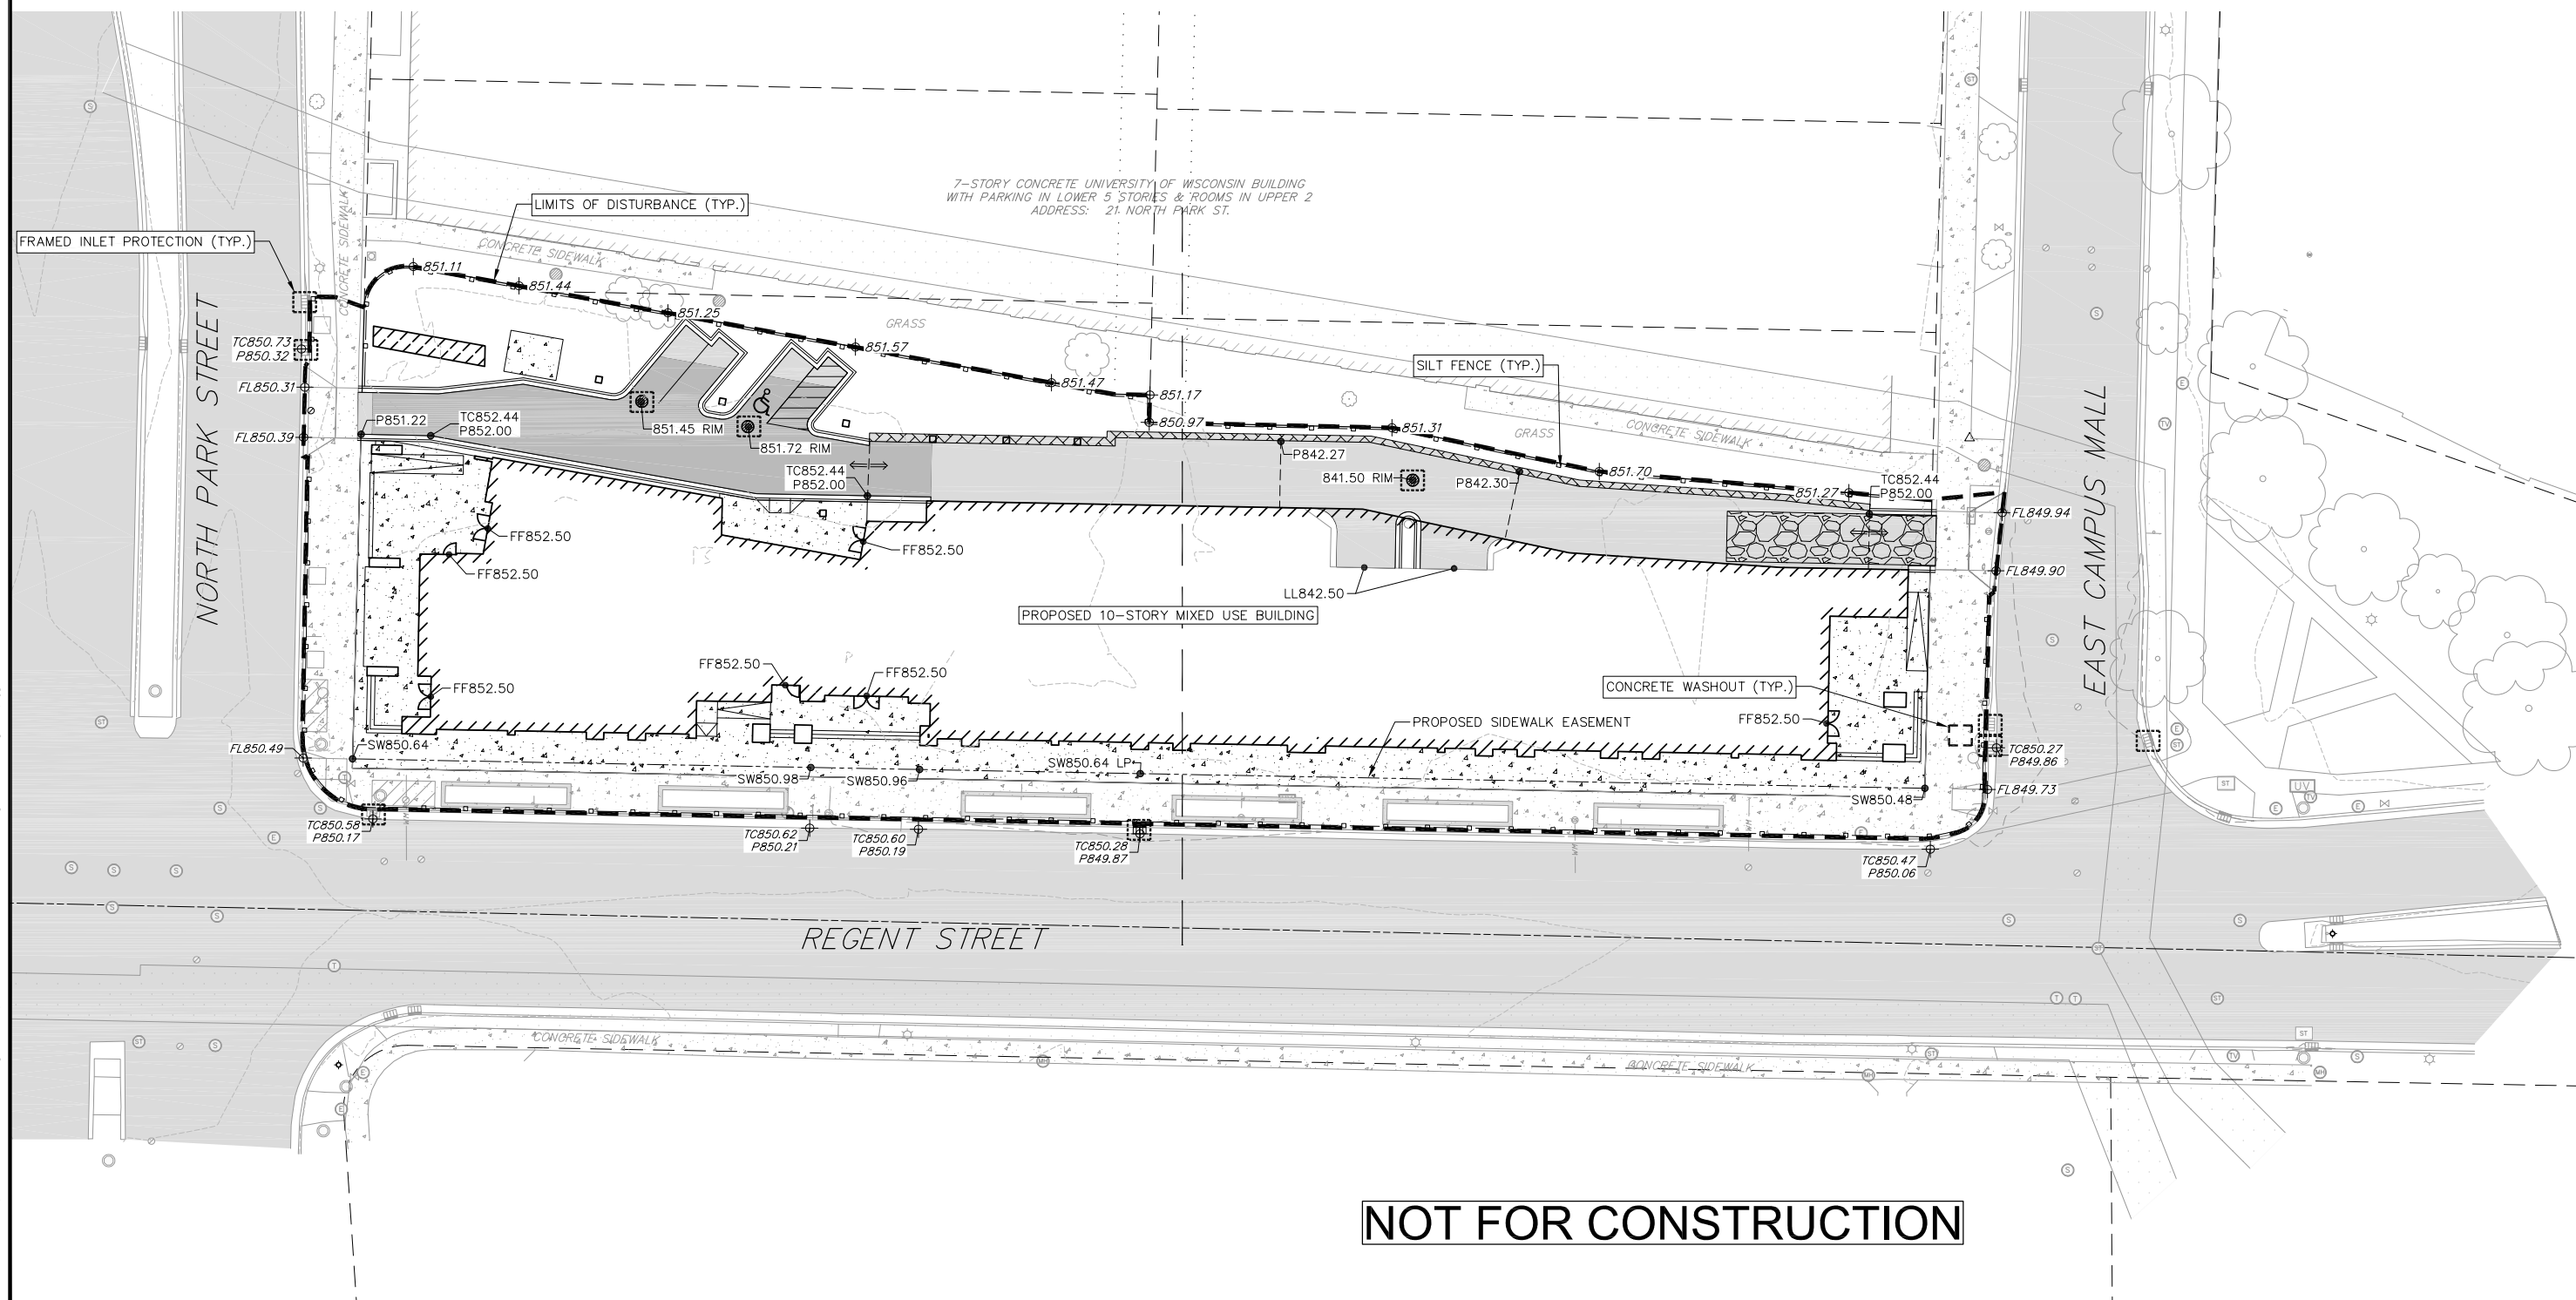 7-STORY CONCRETE UNIVERSITY OF WISCONSIN BUILDING
WITH PARKING IN LOWER 5 STORIES & ROOMS IN UPPER 2
ADDRESS: 21 NORTH PARK ST.
LIMITS OF DISTURBANCE (TYP.)
FRAMED INLET PROTECTION (TYP.)
CONCRETE SIDEWALK
CONCRETE SIDEWALK
851.11
851.44
851.25
GRASS
851.57
851.47
851.17
850.97
851.31
SILT FENCE (TYP.)
GRASS
CONCRETE SIDEWALK
851.70
851.27
NORTH PARK STREET
TC850.73
P850.32
FL850.31
FL850.39
P851.22
TC852.44
P852.00
851.45 RIM
851.72 RIM
TC852.44
P852.00
P842.27
841.50 RIM
P842.30
TC852.44
P852.00
FL849.94
FL849.90
EAST CAMPUS MALL
FF852.50
FF852.50
FF852.50
LL842.50
PROPOSED 10-STORY MIXED USE BUILDING
FF852.50
FF852.50
FF852.50
CONCRETE WASHOUT (TYP.)
FF852.50
PROPOSED SIDEWALK EASEMENT
FL850.49
SW850.64
SW850.98
SW850.96
SW850.64 LP
SW850.48
TC850.27
P849.86
FL849.73
TC850.58
P850.17
TC850.62
P850.21
TC850.60
P850.19
TC850.28
P849.87
TC850.47
P850.06
UV
REGENT STREET
CONCRETE SIDEWALK
CONCRETE SIDEWALK
NOT FOR CONSTRUCTION